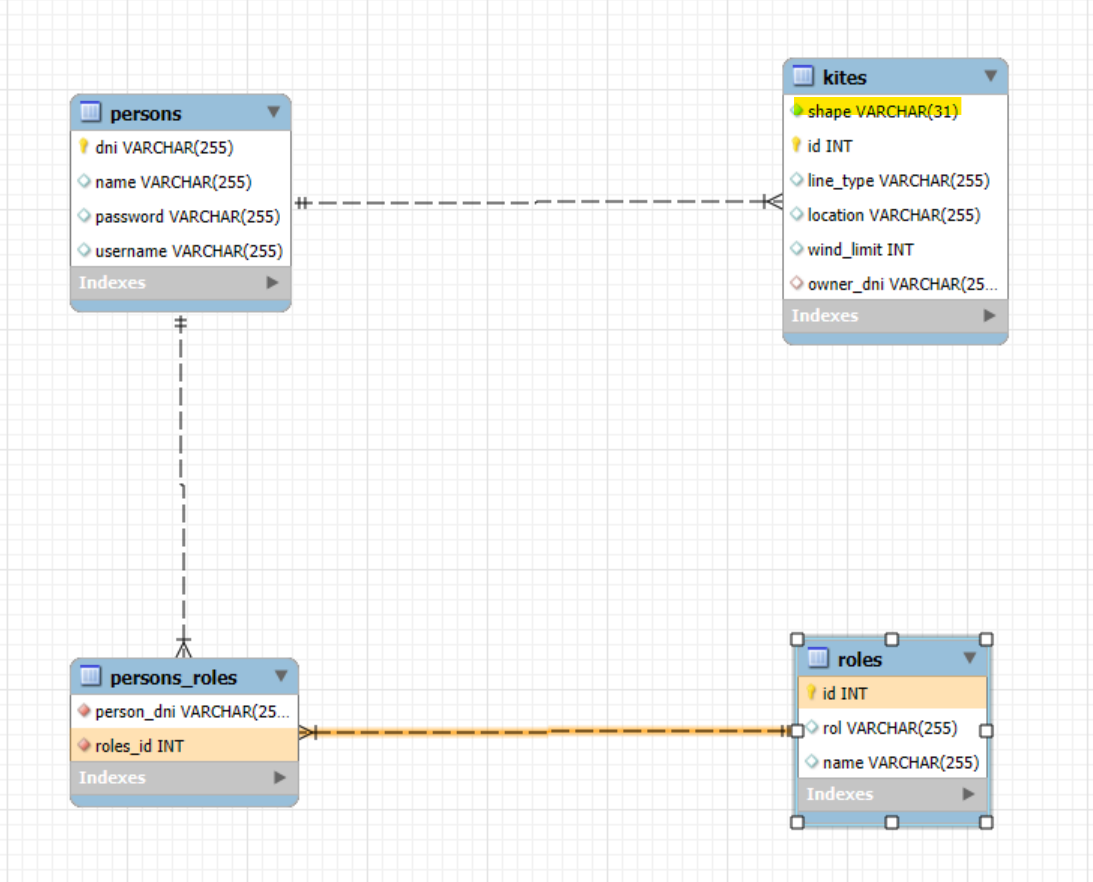 persons
dni VARCHAR(255)
name VARCHAR(255)
password VARCHAR(255)
username VARCHAR(255)
Indexes
kites
shape VARCHAR(31)
id INT
line_type VARCHAR(255)
location VARCHAR(255)
wind_limit INT
owner_dni VARCHAR(25...
Indexes
persons_roles
person_dni VARCHAR(25...
roles_id INT
Indexes
roles
id INT
rol VARCHAR(255)
name VARCHAR(255)
Indexes